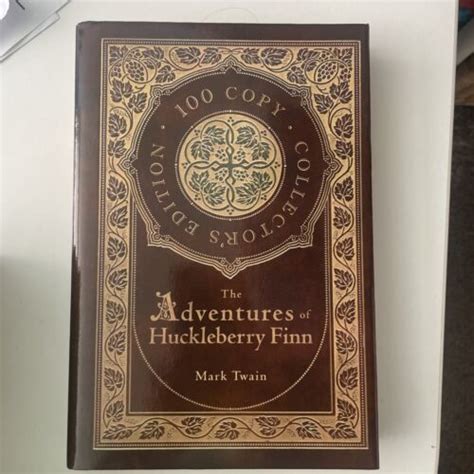 100 COPY · COLLECTOR'S EDITION ·
The
Adventures of
Huckleberry Finn
Mark Twain